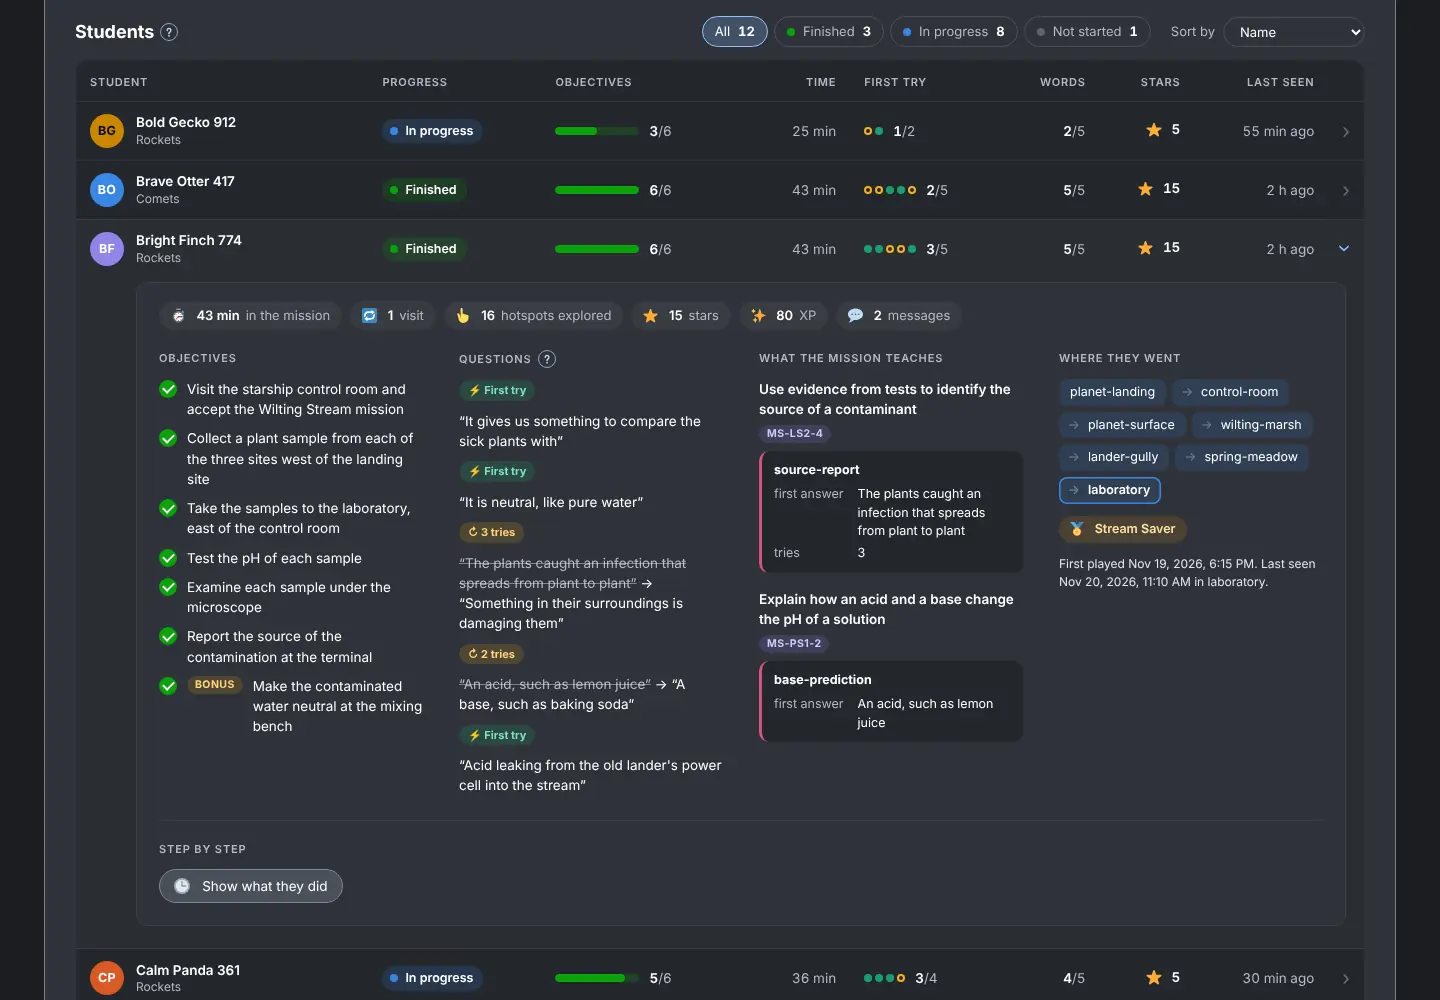 Students ?
All 12
Finished 3
In progress 8
Not started 1
Sort by Name
STUDENT PROGRESS OBJECTIVES TIME FIRST TRY WORDS STARS LAST SEEN
BG Bold Gecko 912
Rockets
In progress 3/6 25 min 1/2 2/5 5 55 min ago
BO Brave Otter 417
Comets
Finished 6/6 43 min 2/5 5/5 15 2 h ago
BF Bright Finch 774
Rockets
Finished 6/6 43 min 3/5 5/5 15 2 h ago
43 min in the mission
1 visit
16 hotspots explored
15 stars
80 XP
2 messages
OBJECTIVES
Visit the starship control room and
accept the Wilting Stream mission
Collect a plant sample from each of
the three sites west of the landing
site
Take the samples to the laboratory,
east of the control room
Test the pH of each sample
Examine each sample under the
microscope
Report the source of the
contamination at the terminal
BONUS Make the contaminated
water neutral at the mixing
bench
QUESTIONS ?
First try
“It gives us something to compare the
sick plants with”
First try
“It is neutral, like pure water”
3 tries
“The plants caught an infection that
spreads from plant to plant” →
“Something in their surroundings is
damaging them”
2 tries
“An acid, such as lemon juice” → “A
base, such as baking soda”
First try
“Acid leaking from the old lander's power
cell into the stream”
WHAT THE MISSION TEACHES
Use evidence from tests to identify the
source of a contaminant
MS-LS2-4
source-report
first answer The plants caught an
infection that spreads
from plant to plant
tries 3
Explain how an acid and a base change
the pH of a solution
MS-PS1-2
base-prediction
first answer An acid, such as lemon
juice
WHERE THEY WENT
planet-landing → control-room
→ planet-surface → wilting-marsh
→ lander-gully → spring-meadow
→ laboratory
Stream Saver
First played Nov 19, 2026, 6:15 PM. Last seen
Nov 20, 2026, 11:10 AM in laboratory.
STEP BY STEP
Show what they did
CP Calm Panda 361
Rockets
In progress 5/6 36 min 3/4 4/5 5 30 min ago